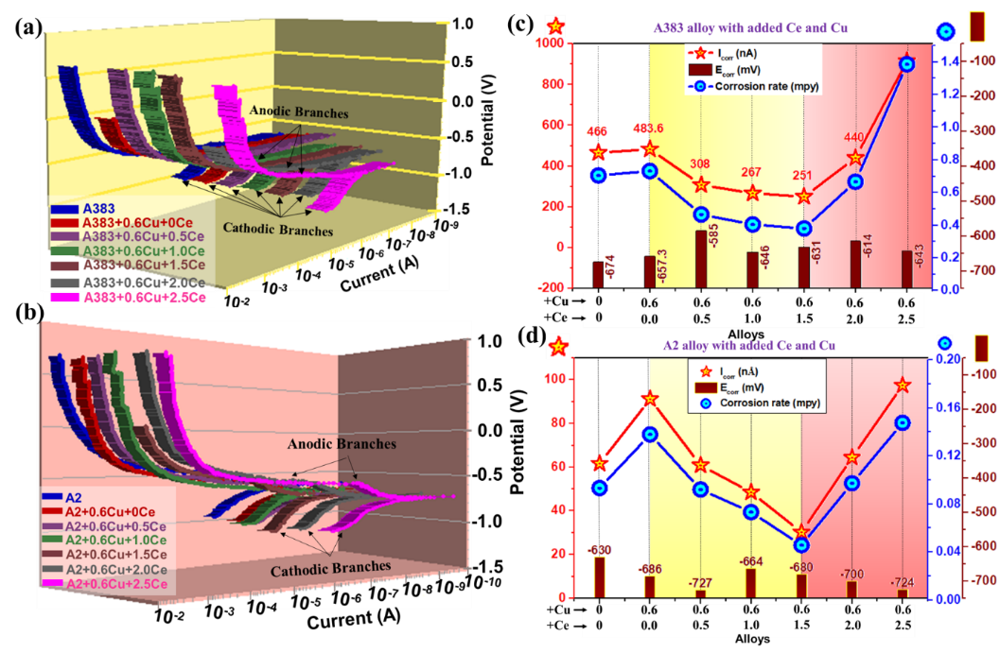 (a)
1.0
0.5
0.0
-0.5
-1.0
-1.5
Potential (V)
Anodic Branches
Cathodic Branches
A383
A383+0.6Cu+0Ce
A383+0.6Cu+0.5Ce
A383+0.6Cu+1.0Ce
A383+0.6Cu+1.5Ce
A383+0.6Cu+2.0Ce
A383+0.6Cu+2.5Ce
10-2 10-3 10-4 10-5 10-6 10-7 10-8 10-9
Current (A)
(b)
1.0
0.5
0.0
-0.5
-1.0
-1.5
Potential (V)
Anodic Branches
Cathodic Branches
A2
A2+0.6Cu+0Ce
A2+0.6Cu+0.5Ce
A2+0.6Cu+1.0Ce
A2+0.6Cu+1.5Ce
A2+0.6Cu+2.0Ce
A2+0.6Cu+2.5Ce
10-2 10-3 10-4 10-5 10-6 10-7 10-8 10-9 10-10
Current (A)
(c)
A383 alloy with added Ce and Cu
Icorr (nA)
Ecorr (mV)
Corrosion rate (mpy)
1000
800
600
400
200
0
-200
466 483.6 308 267 251 440
-674 -657.3 -585 -646 -631 -614 -643
1.4
1.2
1.0
0.8
0.6
0.4
0.2
0.0
-100
-200
-300
-400
-500
-600
-700
+Cu → 0 0.6 0.6 0.6 0.6 0.6 0.6
+Ce → 0 0.0 0.5 1.0 1.5 2.0 2.5
Alloys
(d)
A2 alloy with added Ce and Cu
Icorr (nA)
Ecorr (mV)
Corrosion rate (mpy)
100
80
60
40
20
0
-630 -686 -727 -664 -680 -700 -724
0.20
0.16
0.12
0.08
0.04
0.00
-100
-200
-300
-400
-500
-600
-700
+Cu → 0 0.6 0.6 0.6 0.6 0.6 0.6
+Ce → 0 0.0 0.5 1.0 1.5 2.0 2.5
Alloys